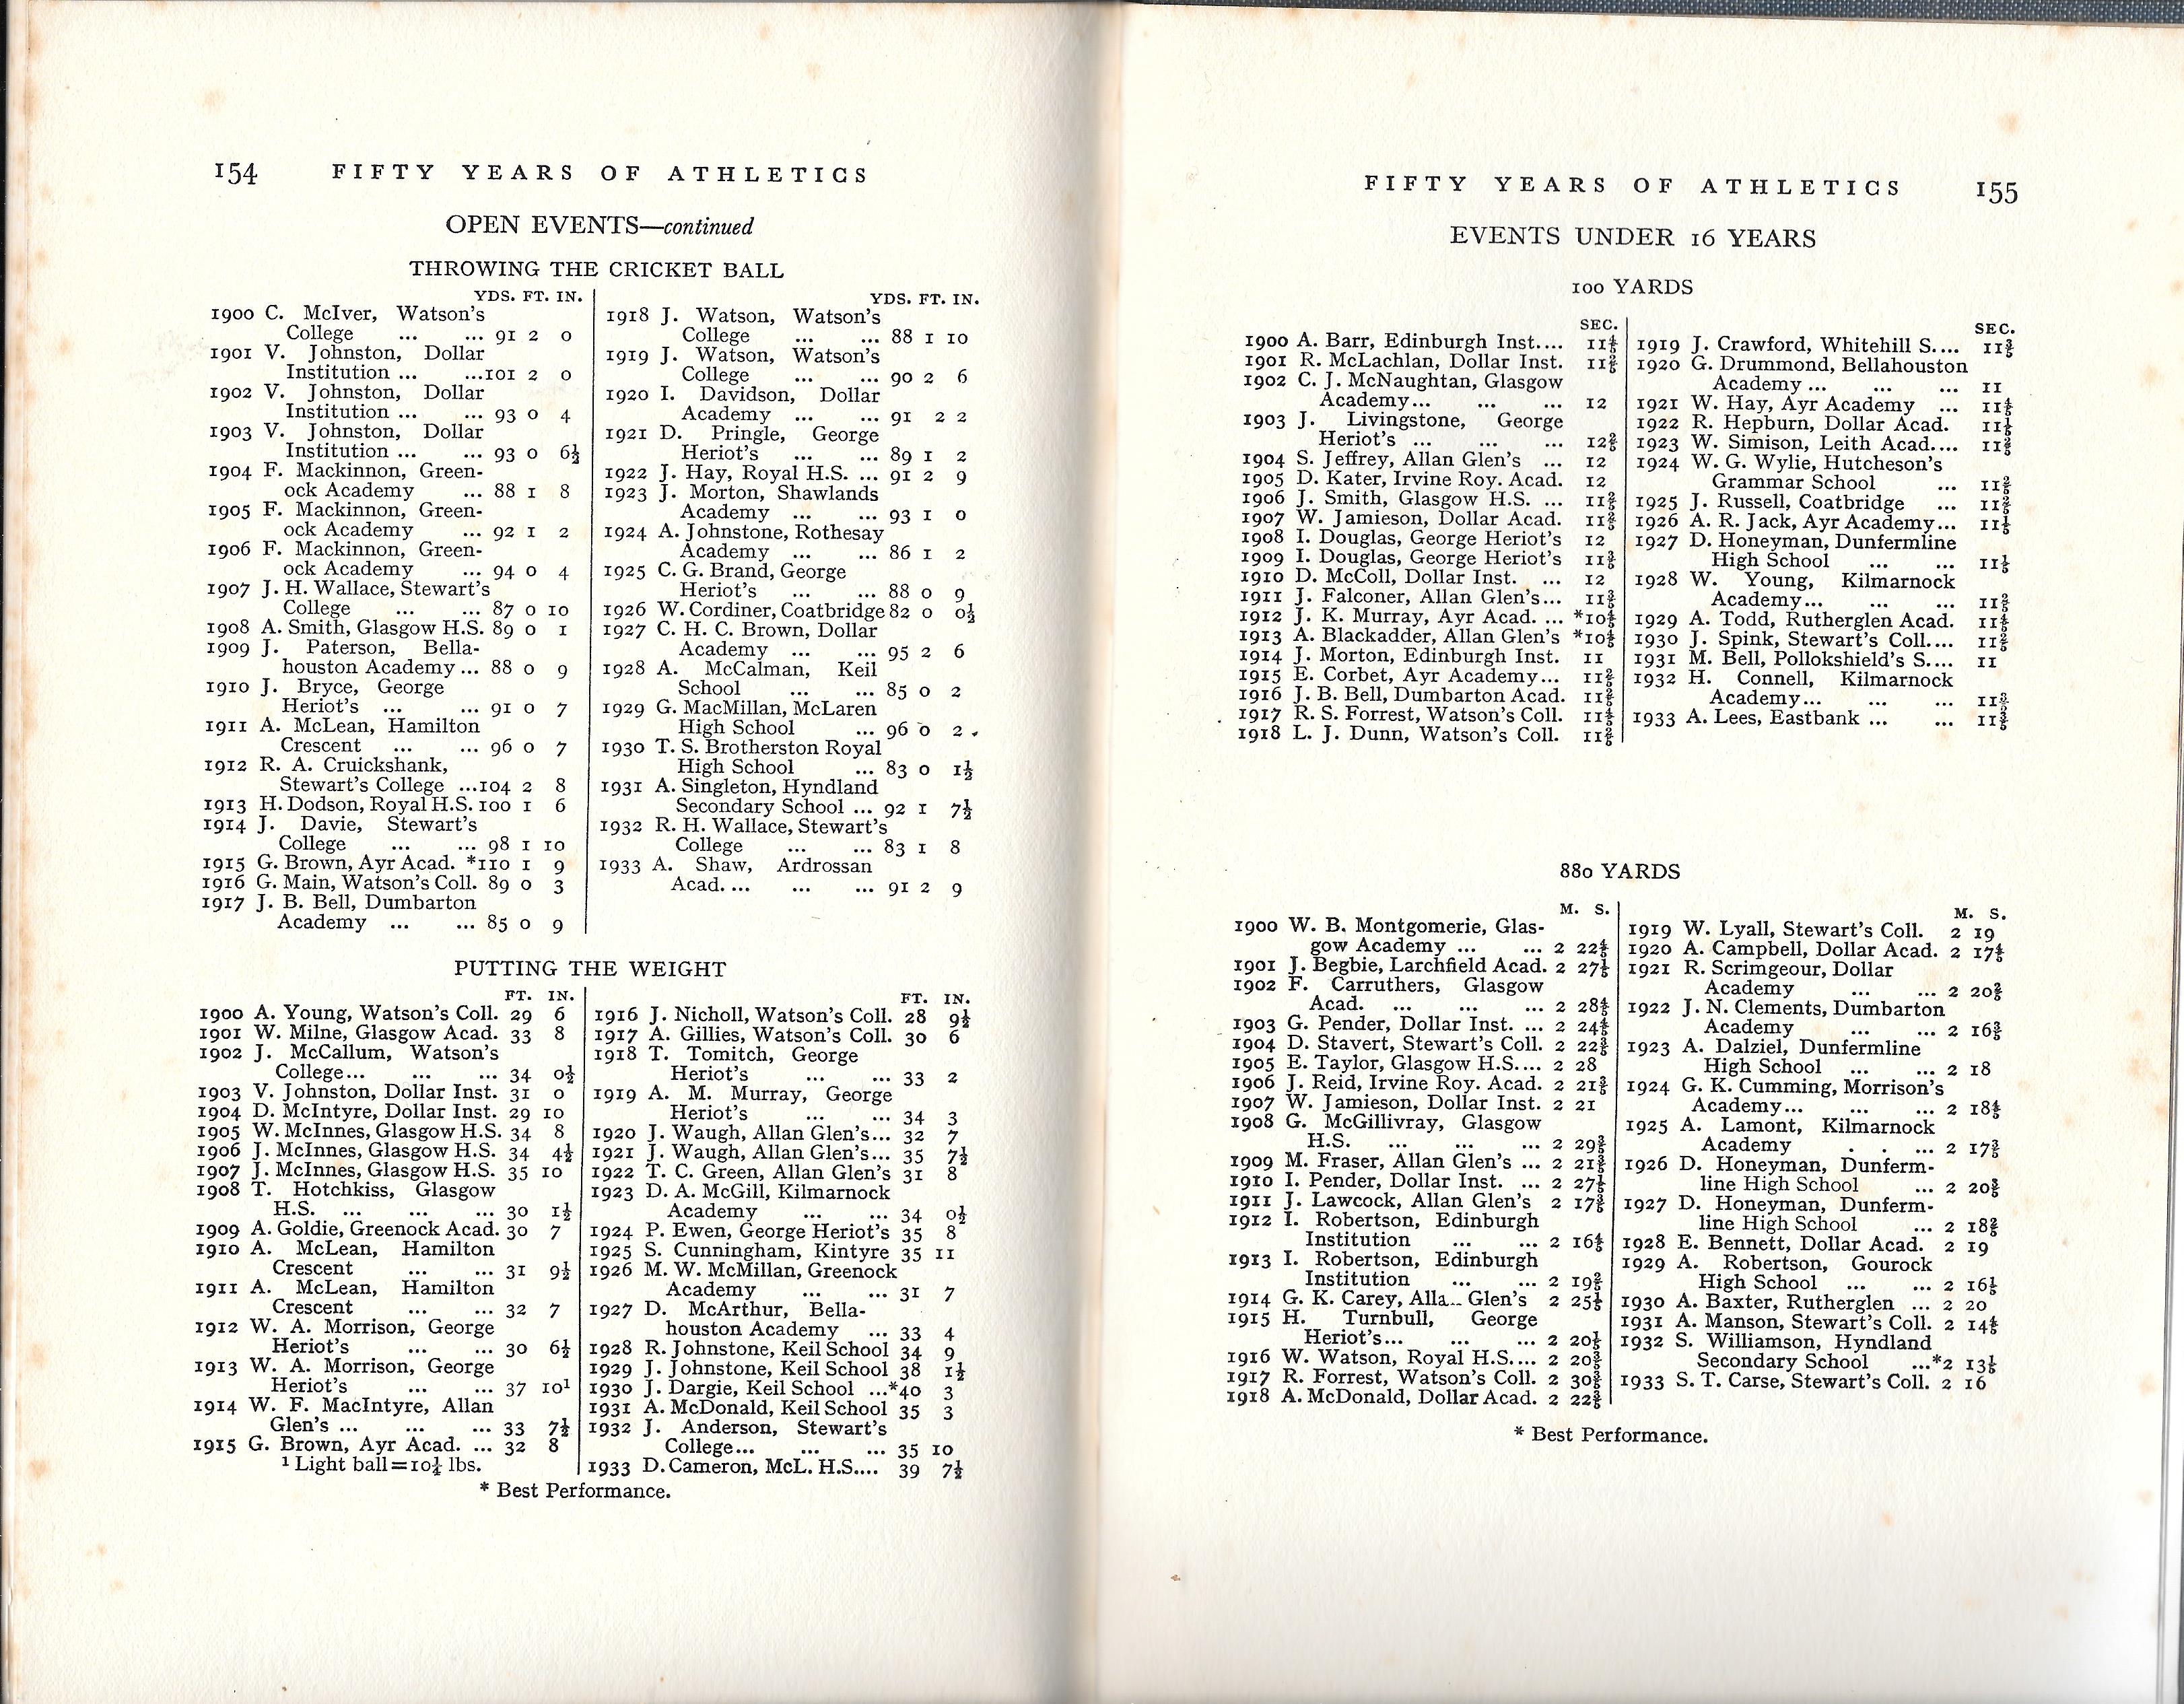 154 FIFTY YEARS OF ATHLETICS
OPEN EVENTS—continued
THROWING THE CRICKET BALL
YDS. FT. IN.
1900 C. McIver, Watson's
College ... ... 91 2 0
1901 V. Johnston, Dollar
Institution ... ...101 2 0
1902 V. Johnston, Dollar
Institution ... ... 93 0 4
1903 V. Johnston, Dollar
Institution ... ... 93 0 6½
1904 F. Mackinnon, Green-
ock Academy ... 88 1 8
1905 F. Mackinnon, Green-
ock Academy ... 92 1 2
1906 F. Mackinnon, Green-
ock Academy ... 94 0 4
1907 J. H. Wallace, Stewart's
College ... ... 87 0 10
1908 A. Smith, Glasgow H.S. 89 0 1
1909 J. Paterson, Bella-
houston Academy ... 88 0 9
1910 J. Bryce, George
Heriot's ... ... 91 0 7
1911 A. McLean, Hamilton
Crescent ... ... 96 0 7
1912 R. A. Cruickshank,
Stewart's College ...104 2 8
1913 H. Dodson, Royal H.S. 100 1 6
1914 J. Davie, Stewart's
College ... ... 98 1 10
1915 G. Brown, Ayr Acad. *110 1 9
1916 G. Main, Watson's Coll. 89 0 3
1917 J. B. Bell, Dumbarton
Academy ... ... 85 0 9
YDS. FT. IN.
1918 J. Watson, Watson's
College ... ... 88 1 10
1919 J. Watson, Watson's
College ... ... 90 2 6
1920 I. Davidson, Dollar
Academy ... ... 91 2 2
1921 D. Pringle, George
Heriot's ... ... 89 1 2
1922 J. Hay, Royal H.S. ... 91 2 9
1923 J. Morton, Shawlands
Academy ... ... 93 1 0
1924 A. Johnstone, Rothesay
Academy ... ... 86 1 2
1925 C. G. Brand, George
Heriot's ... ... 88 0 9
1926 W. Cordiner, Coatbridge 82 0 0½
1927 C. H. C. Brown, Dollar
Academy ... ... 95 2 6
1928 A. McCalman, Keil
School ... ... 85 0 2
1929 G. MacMillan, McLaren
High School ... 96 0 2
1930 T. S. Brotherston Royal
High School ... 83 0 1½
1931 A. Singleton, Hyndland
Secondary School ... 92 1 7½
1932 R. H. Wallace, Stewart's
College ... ... 83 1 8
1933 A. Shaw, Ardrossan
Acad. ... ... ... 91 2 9
PUTTING THE WEIGHT
FT. IN.
1900 A. Young, Watson's Coll. 29 6
1901 W. Milne, Glasgow Acad. 33 8
1902 J. McCallum, Watson's
College... ... ... 34 0½
1903 V. Johnston, Dollar Inst. 31 0
1904 D. McIntyre, Dollar Inst. 29 10
1905 W. McInnes, Glasgow H.S. 34 8
1906 J. McInnes, Glasgow H.S. 34 4½
1907 J. McInnes, Glasgow H.S. 35 10
1908 T. Hotchkiss, Glasgow
H.S. ... ... ... 30 1½
1909 A. Goldie, Greenock Acad. 30 7
1910 A. McLean, Hamilton
Crescent ... ... 31 9½
1911 A. McLean, Hamilton
Crescent ... ... 32 7
1912 W. A. Morrison, George
Heriot's ... ... 30 6½
1913 W. A. Morrison, George
Heriot's ... ... 37 10¹
1914 W. F. MacIntyre, Allan
Glen's ... ... ... 33 7½
1915 G. Brown, Ayr Acad. ... 32 8
¹ Light ball=10¼ lbs.
FT. IN.
1916 J. Nicholl, Watson's Coll. 28 9½
1917 A. Gillies, Watson's Coll. 30 6
1918 T. Tomitch, George
Heriot's ... ... 33 2
1919 A. M. Murray, George
Heriot's ... ... 34 3
1920 J. Waugh, Allan Glen's... 32 7
1921 J. Waugh, Allan Glen's... 35 7½
1922 T. C. Green, Allan Glen's 31 8
1923 D. A. McGill, Kilmarnock
Academy ... ... 34 0½
1924 P. Ewen, George Heriot's 35 8
1925 S. Cunningham, Kintyre 35 11
1926 M. W. McMillan, Greenock
Academy ... ... 31 7
1927 D. McArthur, Bella-
houston Academy ... 33 4
1928 R. Johnstone, Keil School 34 9
1929 J. Johnstone, Keil School 38 1½
1930 J. Dargie, Keil School ...*40 3
1931 A. McDonald, Keil School 35 3
1932 J. Anderson, Stewart's
College... ... ... 35 10
1933 D. Cameron, McL. H.S.... 39 7½
* Best Performance.
FIFTY YEARS OF ATHLETICS 155
EVENTS UNDER 16 YEARS
100 YARDS
SEC.
1900 A. Barr, Edinburgh Inst.... 11⅘
1901 R. McLachlan, Dollar Inst. 11⅖
1902 C. J. McNaughtan, Glasgow
Academy... ... ... 12
1903 J. Livingstone, George
Heriot's ... ... ... 12⅖
1904 S. Jeffrey, Allan Glen's ... 12
1905 D. Kater, Irvine Roy. Acad. 12
1906 J. Smith, Glasgow H.S. ... 11⅗
1907 W. Jamieson, Dollar Acad. 11⅗
1908 I. Douglas, George Heriot's 12
1909 I. Douglas, George Heriot's 11⅗
1910 D. McColl, Dollar Inst. ... 12
1911 J. Falconer, Allan Glen's... 11⅗
1912 J. K. Murray, Ayr Acad. ... *10⅘
1913 A. Blackadder, Allan Glen's *10⅘
1914 J. Morton, Edinburgh Inst. 11
1915 E. Corbet, Ayr Academy... 11⅖
1916 J. B. Bell, Dumbarton Acad. 11⅗
1917 R. S. Forrest, Watson's Coll. 11⅘
1918 L. J. Dunn, Watson's Coll. 11⅗
SEC.
1919 J. Crawford, Whitehill S.... 11⅗
1920 G. Drummond, Bellahouston
Academy ... ... ... 11
1921 W. Hay, Ayr Academy ... 11⅘
1922 R. Hepburn, Dollar Acad. 11⅕
1923 W. Simison, Leith Acad.... 11⅗
1924 W. G. Wylie, Hutcheson's
Grammar School ... 11⅖
1925 J. Russell, Coatbridge ... 11⅖
1926 A. R. Jack, Ayr Academy... 11⅕
1927 D. Honeyman, Dunfermline
High School ... ... 11⅕
1928 W. Young, Kilmarnock
Academy... ... ... 11⅖
1929 A. Todd, Rutherglen Acad. 11⅘
1930 J. Spink, Stewart's Coll.... 11⅖
1931 M. Bell, Pollokshield's S.... 11
1932 H. Connell, Kilmarnock
Academy... ... ... 11⅗
1933 A. Lees, Eastbank ... ... 11⅗
880 YARDS
M. S.
1900 W. B. Montgomerie, Glas-
gow Academy ... ... 2 22⅘
1901 J. Begbie, Larchfield Acad. 2 27⅕
1902 F. Carruthers, Glasgow
Acad. ... ... ... 2 28⅘
1903 G. Pender, Dollar Inst. ... 2 24⅘
1904 D. Stavert, Stewart's Coll. 2 22⅗
1905 E. Taylor, Glasgow H.S.... 2 28
1906 J. Reid, Irvine Roy. Acad. 2 21⅗
1907 W. Jamieson, Dollar Inst. 2 21
1908 G. McGillivray, Glasgow
H.S. ... ... ... 2 29⅗
1909 M. Fraser, Allan Glen's ... 2 21⅗
1910 I. Pender, Dollar Inst. ... 2 27⅕
1911 J. Lawcock, Allan Glen's 2 17⅗
1912 I. Robertson, Edinburgh
Institution ... ... 2 16⅘
1913 I. Robertson, Edinburgh
Institution ... ... 2 19⅖
1914 G. K. Carey, Alla Glen's 2 25⅕
1915 H. Turnbull, George
Heriot's... ... ... 2 20⅕
1916 W. Watson, Royal H.S.... 2 20⅗
1917 R. Forrest, Watson's Coll. 2 30⅗
1918 A. McDonald, Dollar Acad. 2 22⅗
M. S.
1919 W. Lyall, Stewart's Coll. 2 19
1920 A. Campbell, Dollar Acad. 2 17⅘
1921 R. Scrimgeour, Dollar
Academy ... ... 2 20⅗
1922 J. N. Clements, Dumbarton
Academy ... ... 2 16⅗
1923 A. Dalziel, Dunfermline
High School ... ... 2 18
1924 G. K. Cumming, Morrison's
Academy... ... ... 2 18⅘
1925 A. Lamont, Kilmarnock
Academy . . ... 2 17⅗
1926 D. Honeyman, Dunferm-
line High School ... 2 20⅗
1927 D. Honeyman, Dunferm-
line High School ... 2 18⅖
1928 E. Bennett, Dollar Acad. 2 19
1929 A. Robertson, Gourock
High School ... ... 2 16⅕
1930 A. Baxter, Rutherglen ... 2 20
1931 A. Manson, Stewart's Coll. 2 14⅘
1932 S. Williamson, Hyndland
Secondary School ...*2 13⅕
1933 S. T. Carse, Stewart's Coll. 2 16
* Best Performance.